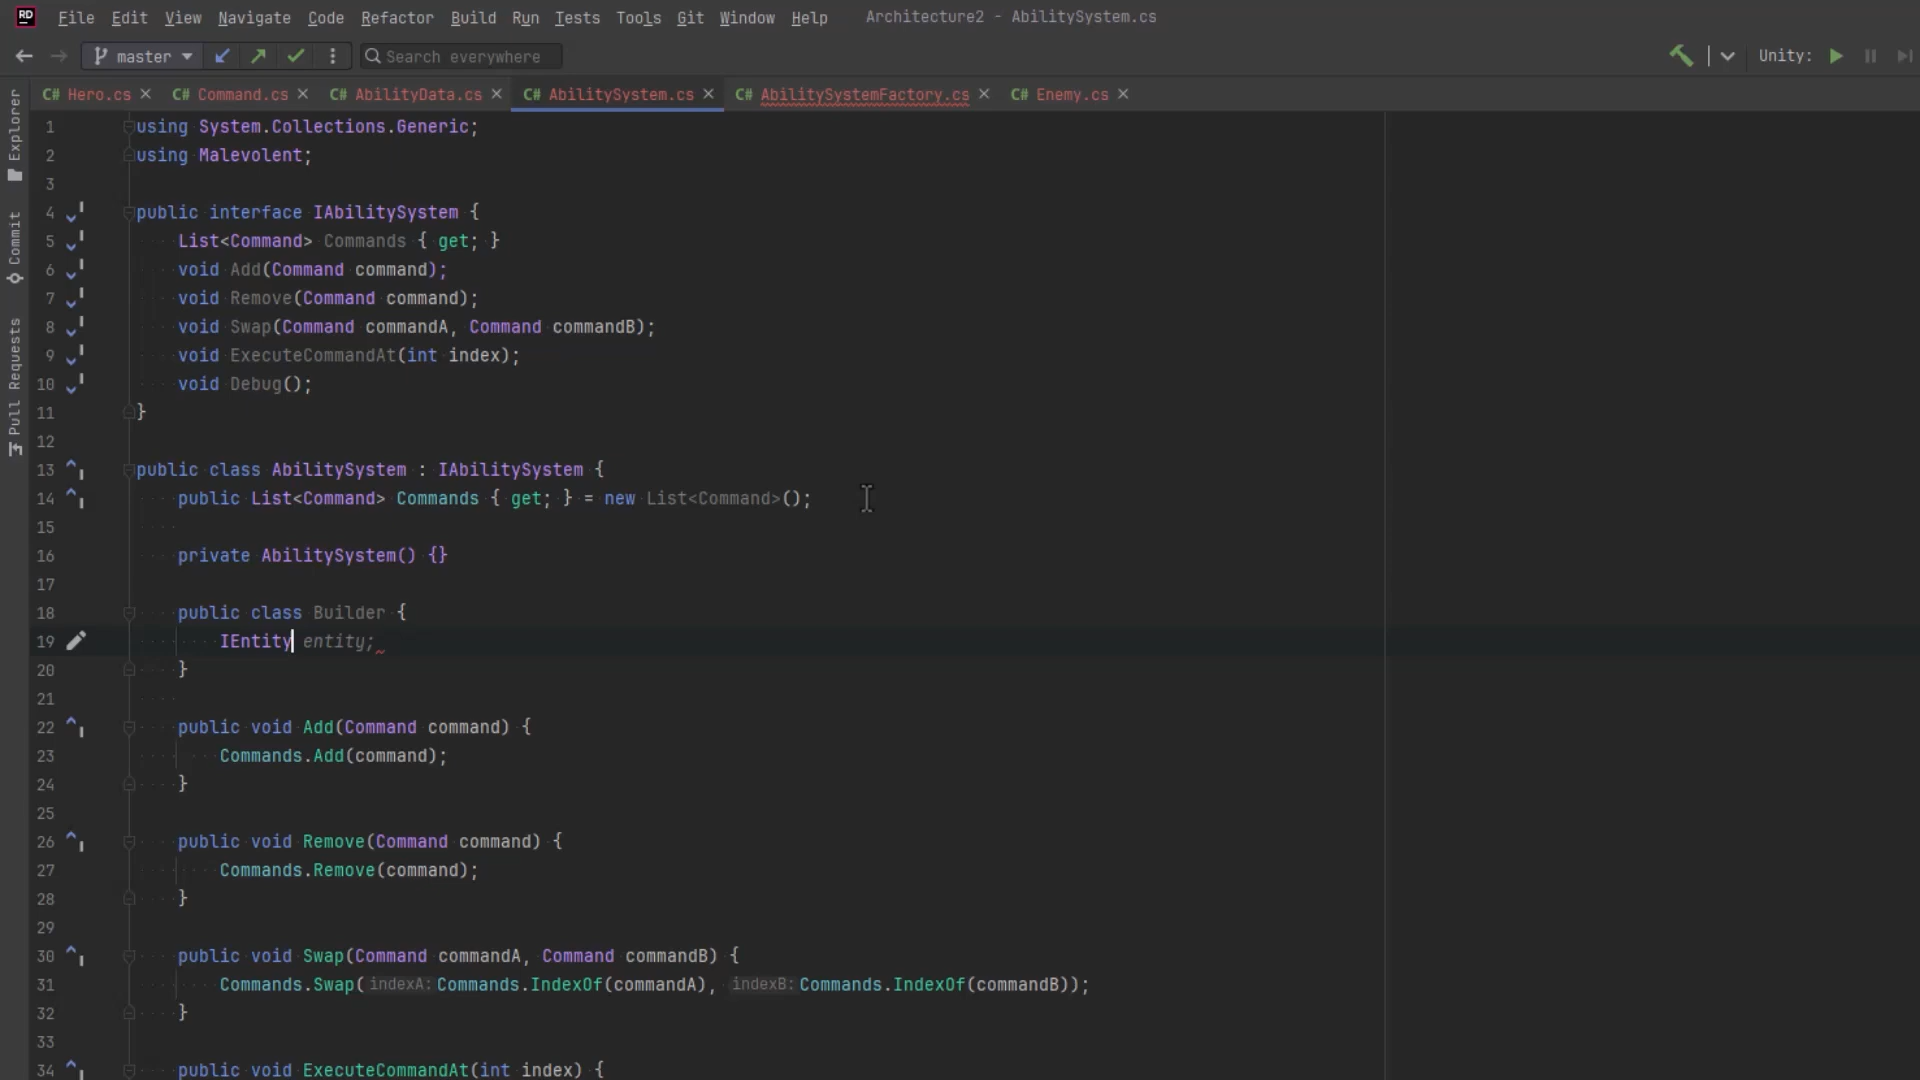 RD File Edit View Navigate Code Refactor Build Run Tests Tools Git Window Help Architecture2 - AbilitySystem.cs
master Search everywhere Unity:
C# Hero.cs C# Command.cs C# AbilityData.cs C# AbilitySystem.cs C# AbilitySystemFactory.cs C# Enemy.cs
Explorer
Commit
Pull Requests
1 using System.Collections.Generic;
2 using Malevolent;
3
4 public interface IAbilitySystem {
5 List<Command> Commands { get; }
6 void Add(Command command);
7 void Remove(Command command);
8 void Swap(Command commandA, Command commandB);
9 void ExecuteCommandAt(int index);
10 void Debug();
11 }
12
13 public class AbilitySystem : IAbilitySystem {
14 public List<Command> Commands { get; } = new List<Command>();
15
16 private AbilitySystem() {}
17
18 public class Builder {
19 IEntity entity;
20 }
21
22 public void Add(Command command) {
23 Commands.Add(command);
24 }
25
26 public void Remove(Command command) {
27 Commands.Remove(command);
28 }
29
30 public void Swap(Command commandA, Command commandB) {
31 Commands.Swap( indexA: Commands.IndexOf(commandA), indexB: Commands.IndexOf(commandB));
32 }
33
34 public void ExecuteCommandAt(int index) {